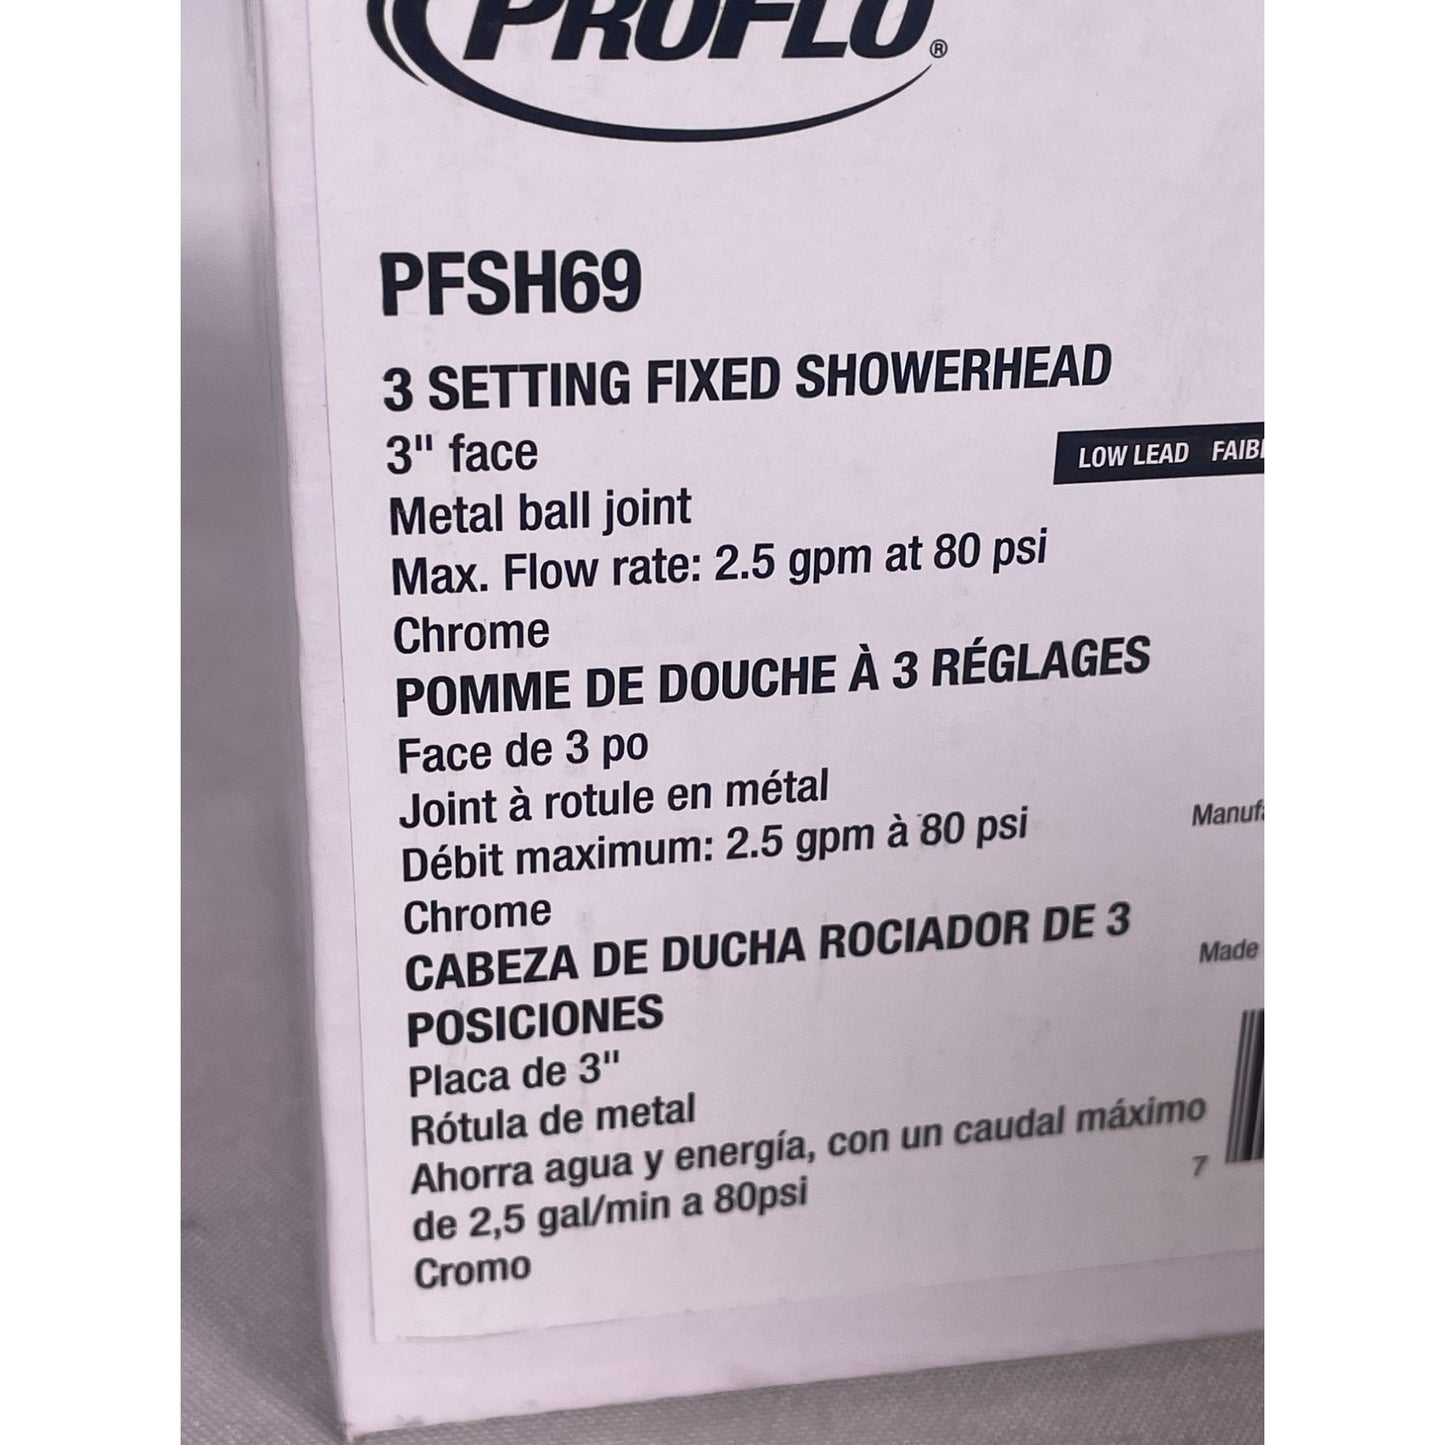 PROFLO®
PFSH69
3 SETTING FIXED SHOWERHEAD
3" face
LOW LEAD
Metal ball joint
Max. Flow rate: 2.5 gpm at 80 psi
Chrome
POMME DE DOUCHE À 3 RÉGLAGES
Face de 3 po
Joint à rotule en métal
Débit maximum: 2.5 gpm à 80 psi
Chrome
CABEZA DE DUCHA ROCIADOR DE 3
POSICIONES
Made
Placa de 3"
Rótula de metal
Ahorra agua y energía, con un caudal máximo
de 2,5 gal/min a 80psi
Cromo
7